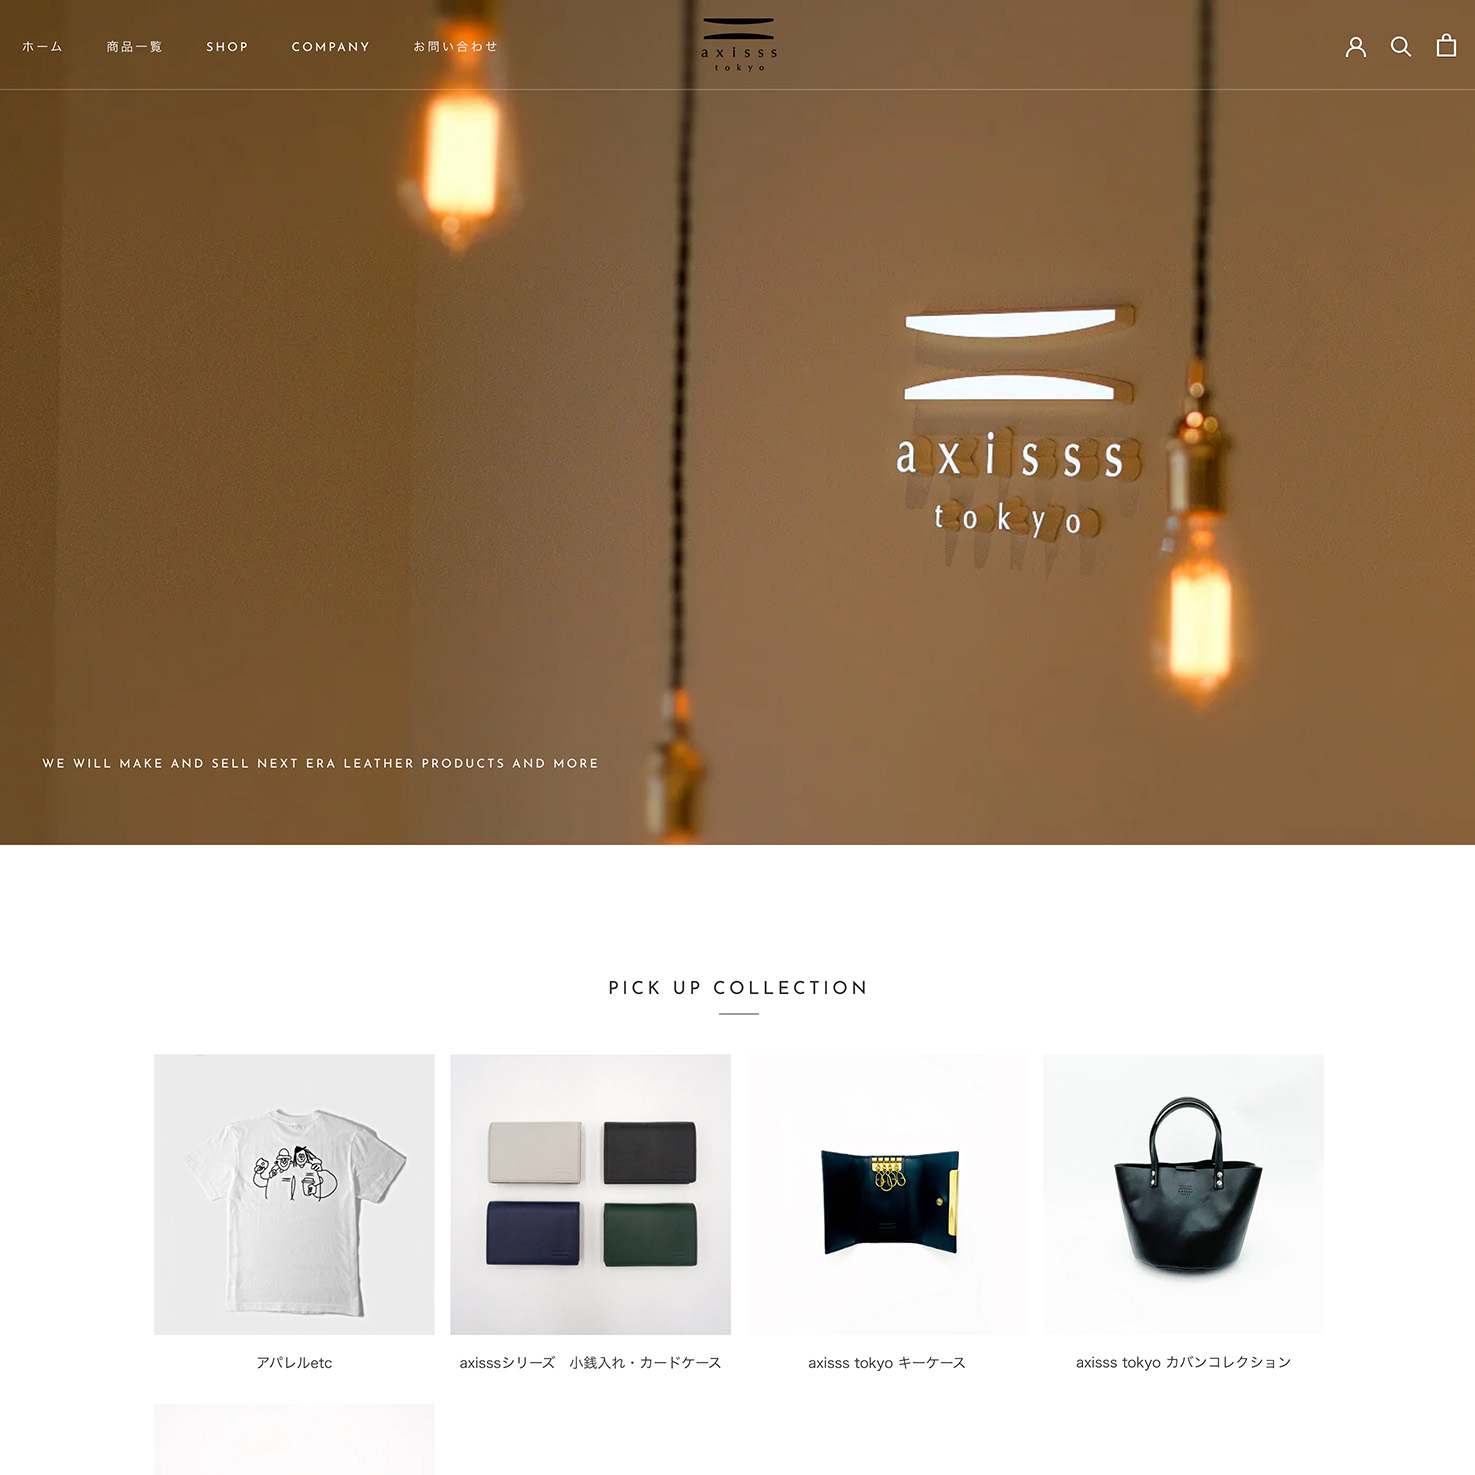 ホーム
商品一覧
SHOP
COMPANY
お問い合わせ
axisss
tokyo
axisss
tokyo
WE WILL MAKE AND SELL NEXT ERA LEATHER PRODUCTS AND MORE
PICK UP COLLECTION
アパレルetc
axisssシリーズ　小銭入れ・カードケース
axisss tokyo キーケース
axisss tokyo カバンコレクション